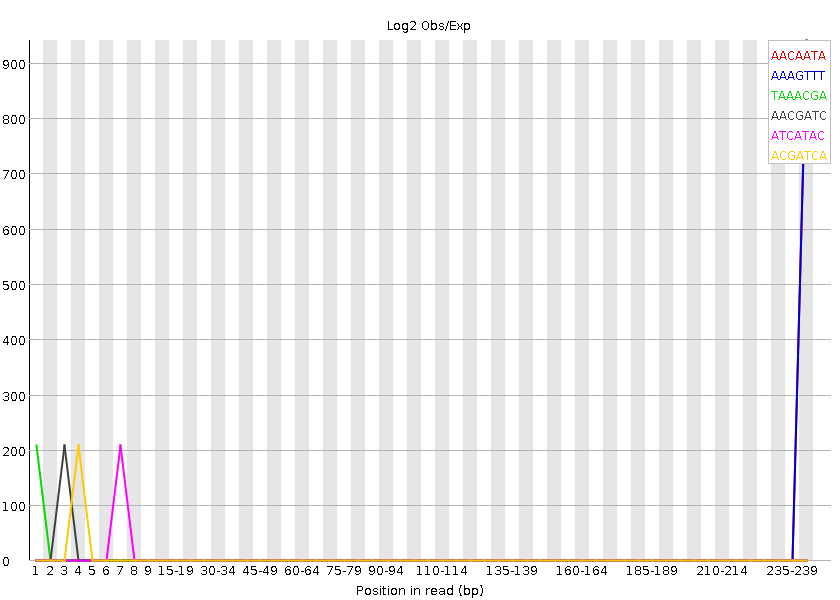 Log2 Obs/Exp
900
800
700
600
500
400
300
200
100
0
AACAATA
AAAGTTT
TAAACGA
AACGATC
ATCATAC
ACGATCA
1 2 3 4 5 6 7 8 9 15-19 30-34 45-49 60-64 75-79 90-94 110-114 135-139 160-164 185-189 210-214 235-239
Position in read (bp)